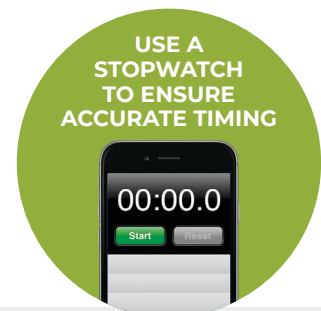 USE A
STOPWATCH
TO ENSURE
ACCURATE TIMING
00:00.0
Start Reset